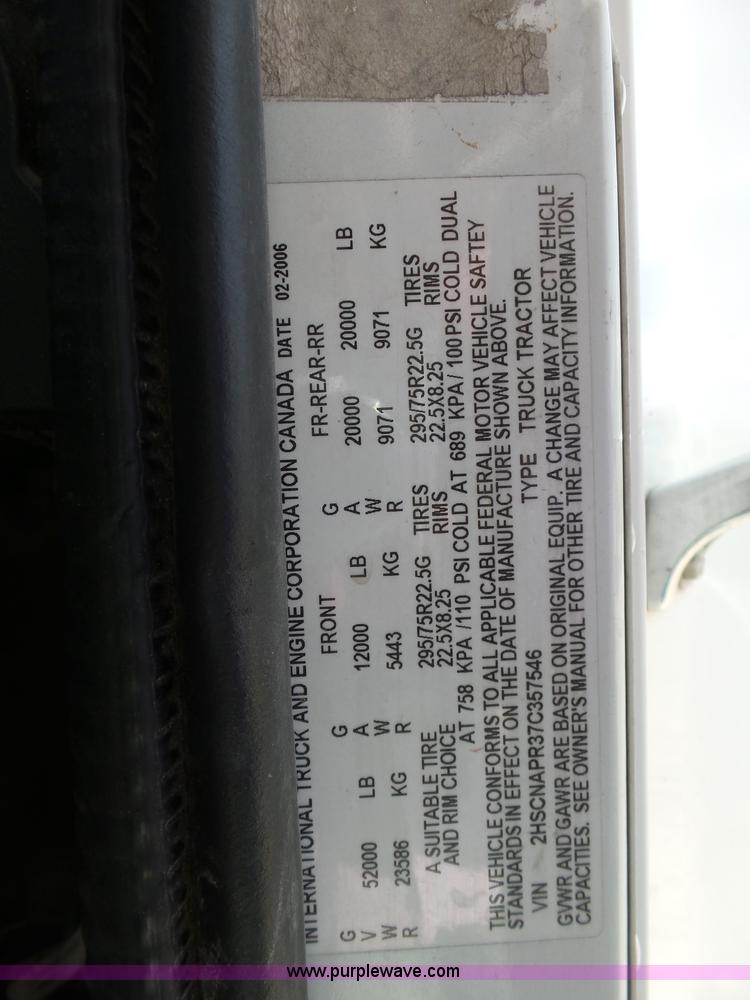 INTERNATIONAL TRUCK AND ENGINE CORPORATION CANADA DATE 02-2006
FRONT FR-REAR-RR
G G G
V 52000 LB A 12000 LB A 20000 20000 LB
W 23586 KG W 5443 KG W 9071 9071 KG
R R R
A SUITABLE TIRE 295/75R22.5G TIRES 295/75R22.5G TIRES
AND RIM CHOICE 22.5X8.25 RIMS 22.5X8.25 RIMS
AT 758 KPA /110 PSI COLD AT 689 KPA/ 100PSI COLD DUAL
THIS VEHICLE CONFORMS TO ALL APPLICABLE FEDERAL MOTOR VEHICLE SAFTEY
STANDARDS IN EFFECT ON THE DATE OF MANUFACTURE SHOWN ABOVE.
VIN 2HSCNAPR37C357546 TYPE TRUCK TRACTOR
GVWR AND GAWR ARE BASED ON ORIGINAL EQUIP. A CHANGE MAY AFFECT VEHICLE
CAPACITIES. SEE OWNER'S MANUAL FOR OTHER TIRE AND CAPACITY INFORMATION.
www.purplewave.com